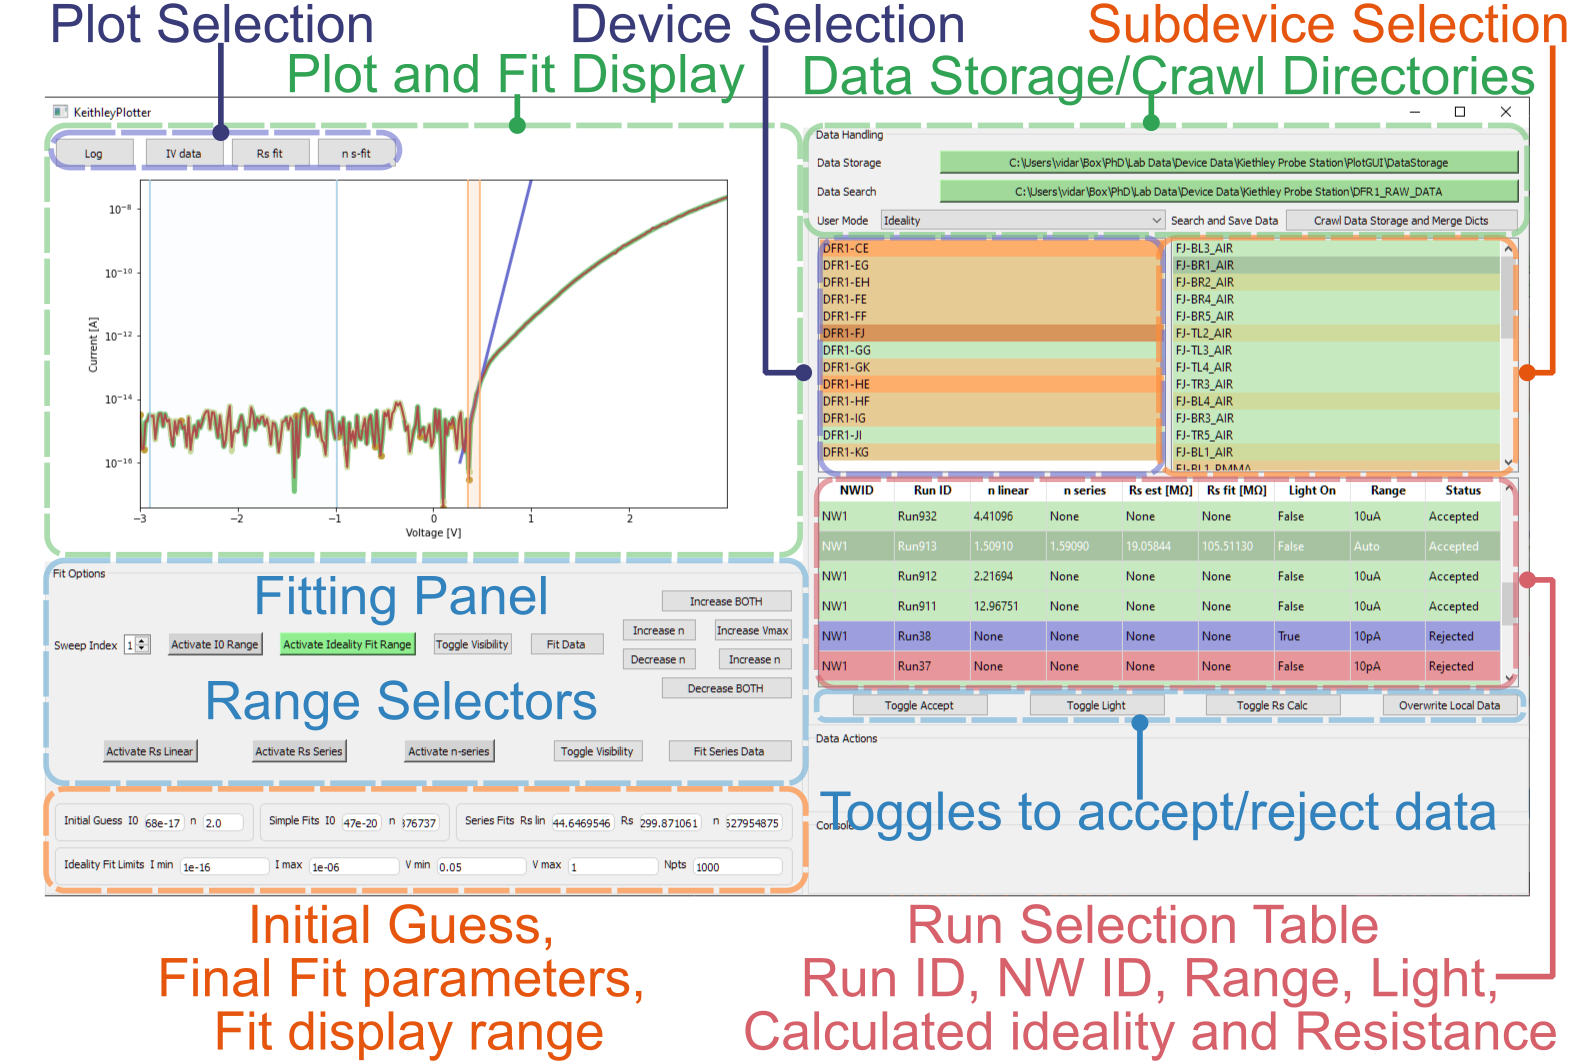 Plot Selection
Device Selection
Subdevice Selection
Plot and Fit Display
Data Storage/Crawl Directories
KeithleyPlotter
Log
IV data
Rs fit
n s-fit
10⁻⁸
10⁻¹⁰
10⁻¹²
10⁻¹⁴
10⁻¹⁶
Current [A]
−3
−2
−1
0
1
2
Voltage [V]
Data Handling
Data Storage
C:\Users\vidar\Box\PhD\Lab Data\Device Data\Kiethley Probe Station\PlotGUI\DataStorage
Data Search
C:\Users\vidar\Box\PhD\Lab Data\Device Data\Kiethley Probe Station\DFR1_RAW_DATA
User Mode
Ideality
Search and Save Data
Crawl Data Storage and Merge Dicts
DFR1-CE
DFR1-EG
DFR1-EH
DFR1-FE
DFR1-FF
DFR1-FJ
DFR1-GG
DFR1-GK
DFR1-HE
DFR1-HF
DFR1-IG
DFR1-JI
DFR1-KG
FJ-BL3_AIR
FJ-BR1_AIR
FJ-BR2_AIR
FJ-BR4_AIR
FJ-BR5_AIR
FJ-TL2_AIR
FJ-TL3_AIR
FJ-TL4_AIR
FJ-TR3_AIR
FJ-BL4_AIR
FJ-BR3_AIR
FJ-TR5_AIR
FJ-BL1_AIR
FJ-BL1_PMMA
NWID Run ID n linear n series Rs est [MΩ] Rs fit [MΩ] Light On Range Status
NW1 Run932 4.41096 None None None False 10uA Accepted
NW1 Run913 1.50910 1.59090 19.05844 105.51130 False Auto Accepted
NW1 Run912 2.21694 None None None False 10uA Accepted
NW1 Run911 12.96751 None None None False 10uA Accepted
NW1 Run38 None None None None True 10pA Rejected
NW1 Run37 None None None None False 10pA Rejected
Toggle Accept
Toggle Light
Toggle Rs Calc
Overwrite Local Data
Data Actions
Toggles to accept/reject data
Console
Fit Options
Fitting Panel
Increase BOTH
Sweep Index 1
Activate I0 Range
Activate Ideality Fit Range
Toggle Visibility
Fit Data
Increase n
Increase Vmax
Decrease n
Increase n
Decrease BOTH
Range Selectors
Activate Rs Linear
Activate Rs Series
Activate n-series
Toggle Visibility
Fit Series Data
Initial Guess I0 68e-17 n 2.0
Simple Fits I0 47e-20 n 376737
Series Fits Rs lin 44.6469546 Rs 299.871061 n 527954875
Ideality Fit Limits I min 1e-16 I max 1e-06 V min 0.05 V max 1 Npts 1000
Initial Guess,
Final Fit parameters,
Fit display range
Run Selection Table
Run ID, NW ID, Range, Light,
Calculated ideality and Resistance